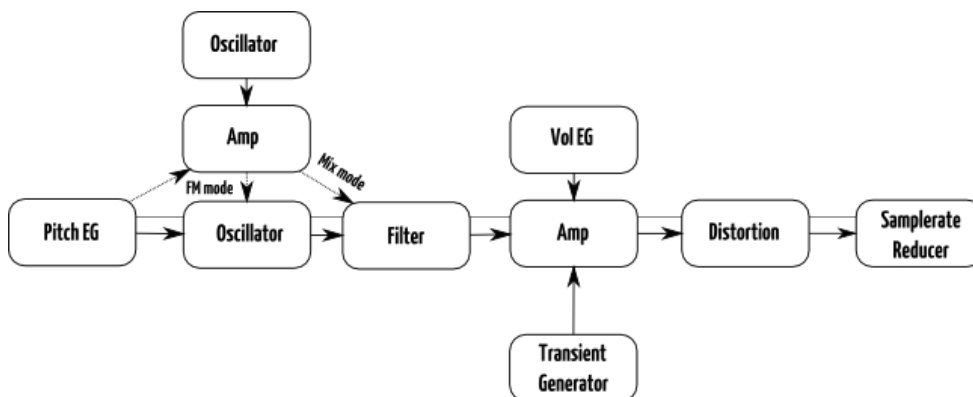 Oscillator
Amp
Vol EG
Mix mode
FM mode
Pitch EG
Oscillator
Filter
Amp
Distortion
Samplerate
Reducer
Transient
Generator